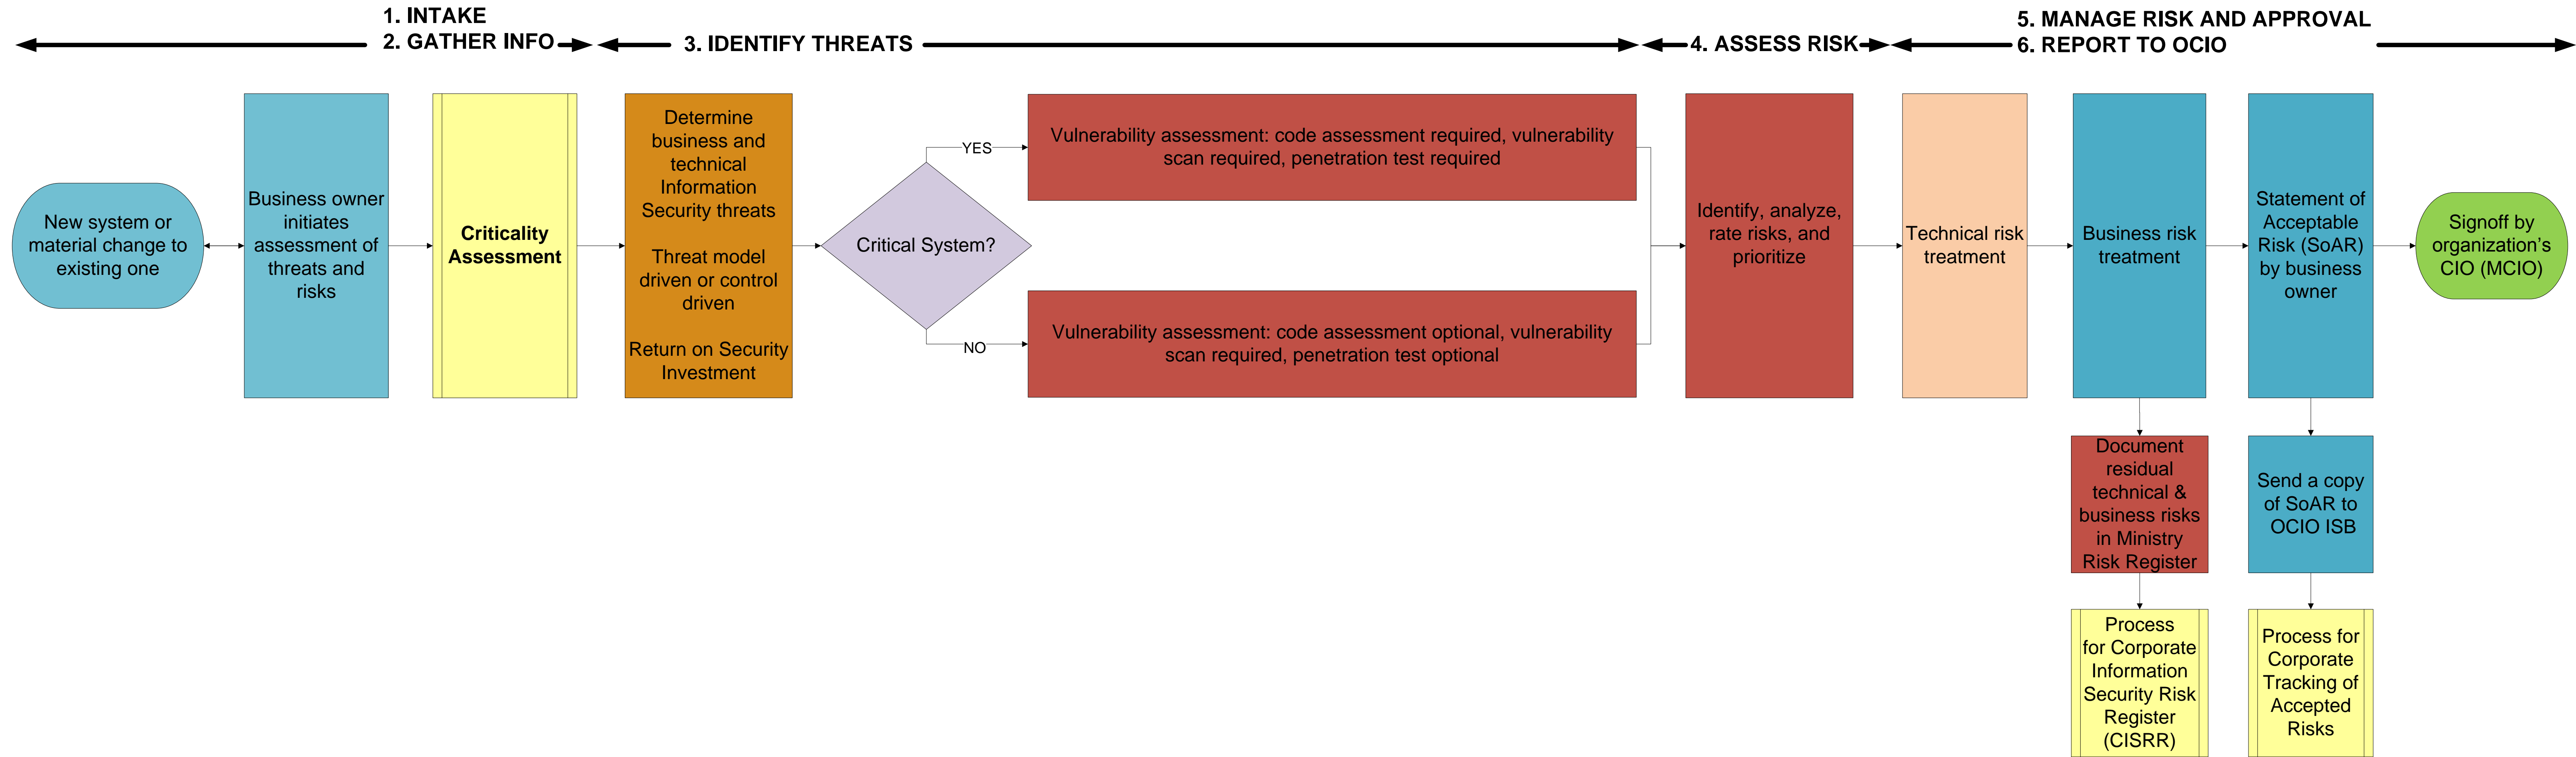 1. INTAKE
2. GATHER INFO
3. IDENTIFY THREATS
4. ASSESS RISK
5. MANAGE RISK AND APPROVAL
6. REPORT TO OCIO
New system or
material change to
existing one
Business owner
initiates
assessment of
threats and
risks
Criticality
Assessment
Determine
business and
technical
Information
Security threats
Threat model
driven or control
driven
Return on Security
Investment
Critical System?
YES
Vulnerability assessment: code assessment required, vulnerability
scan required, penetration test required
NO
Vulnerability assessment: code assessment optional, vulnerability
scan required, penetration test optional
Identify, analyze,
rate risks, and
prioritize
Technical risk
treatment
Business risk
treatment
Statement of
Acceptable
Risk (SoAR)
by business
owner
Signoff by
organization’s
CIO (MCIO)
Document
residual
technical &
business risks
in Ministry
Risk Register
Send a copy
of SoAR to
OCIO ISB
Process
for Corporate
Information
Security Risk
Register
(CISRR)
Process for
Corporate
Tracking of
Accepted
Risks